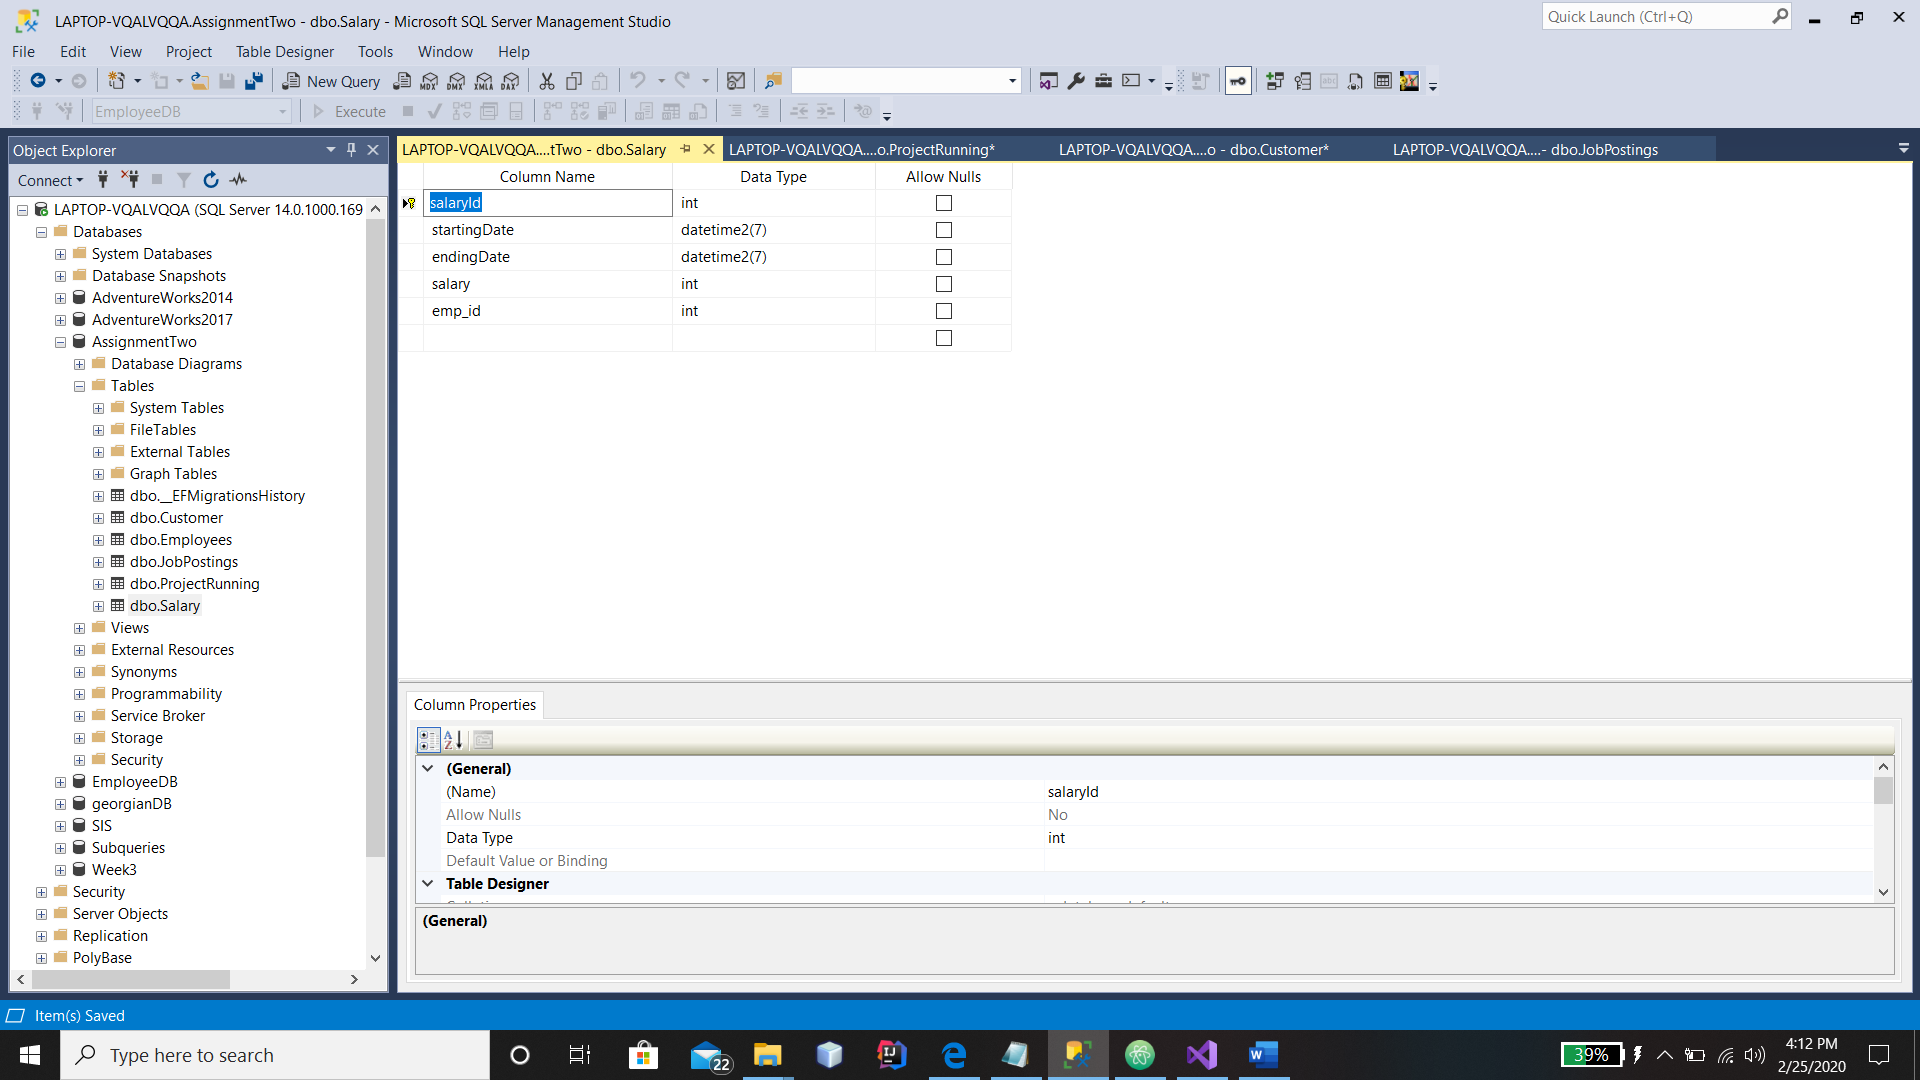 LAPTOP-VQALVQQA.AssignmentTwo - dbo.Salary - Microsoft SQL Server Management Studio
Quick Launch (Ctrl+Q)
File Edit View Project Table Designer Tools Window Help
New Query MDX DMX XMLA DAX
EmployeeDB Execute
Object Explorer
Connect
LAPTOP-VQALVQQA (SQL Server 14.0.1000.169
Databases
System Databases
Database Snapshots
AdventureWorks2014
AdventureWorks2017
AssignmentTwo
Database Diagrams
Tables
System Tables
FileTables
External Tables
Graph Tables
dbo.__EFMigrationsHistory
dbo.Customer
dbo.Employees
dbo.JobPostings
dbo.ProjectRunning
dbo.Salary
Views
External Resources
Synonyms
Programmability
Service Broker
Storage
Security
EmployeeDB
georgianDB
SIS
Subqueries
Week3
Security
Server Objects
Replication
PolyBase
LAPTOP-VQALVQQA....tTwo - dbo.Salary LAPTOP-VQALVQQA....o.ProjectRunning* LAPTOP-VQALVQQA....o - dbo.Customer* LAPTOP-VQALVQQA....- dbo.JobPostings
Column Name Data Type Allow Nulls
salaryId int
startingDate datetime2(7)
endingDate datetime2(7)
salary int
emp_id int
Column Properties
(General)
(Name) salaryId
Allow Nulls No
Data Type int
Default Value or Binding
Table Designer
(General)
Item(s) Saved
Type here to search
22
39%
4:12 PM
2/25/2020